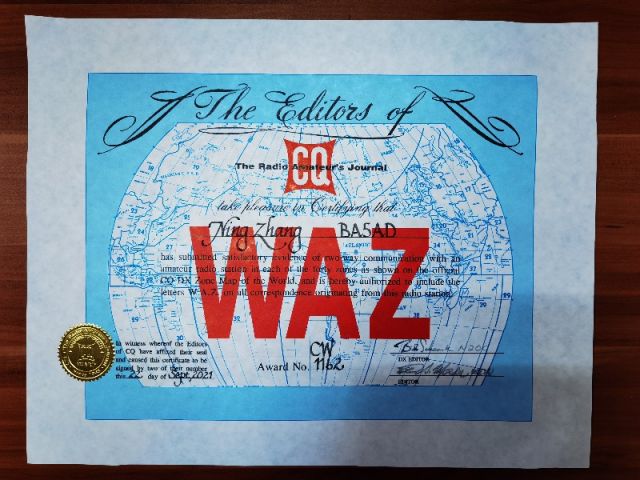 The Editors of
CQ
The Radio Amateur's Journal
take pleasure in Certifying that
Ning Zhang BA5AD
WAZ
has submitted satisfactory evidence of two-way communication with an
amateur radio station in each of the forty zones as shown on the official
CQ DX Zone Map of the World, and is hereby authorized to include the
letters W.A.Z. on all correspondence originating from this radio station.
In witness whereof the Editors
of CQ have affixed their seal
and caused this certificate to be
signed by two of their number
this 22 day of Sept, 2021
CW
Award No. 1162
DX EDITOR
EDITOR